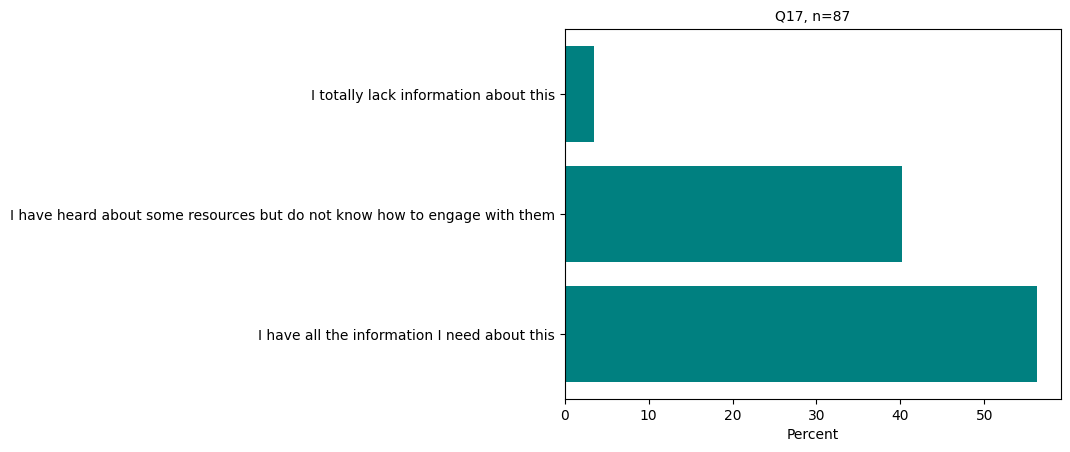 Q17, n=87
I totally lack information about this
I have heard about some resources but do not know how to engage with them
I have all the information I need about this
0 10 20 30 40 50
Percent